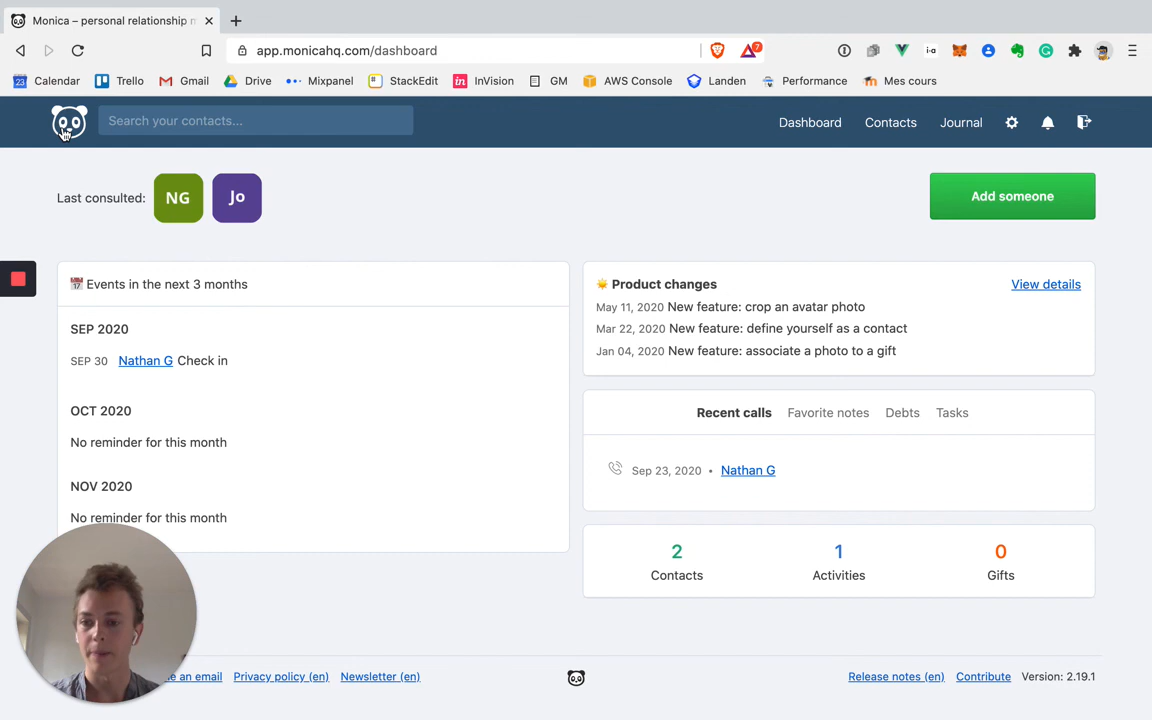 Monica – personal relationship m
app.monicahq.com/dashboard
7
i-a
23 Calendar Trello Gmail Drive Mixpanel StackEdit in InVision GM AWS Console Landen Performance Mes cours
Search your contacts...
Dashboard Contacts Journal
Last consulted: NG Jo
Add someone
Events in the next 3 months
SEP 2020
SEP 30 Nathan G Check in
OCT 2020
No reminder for this month
NOV 2020
No reminder for this month
Product changes View details
May 11, 2020 New feature: crop an avatar photo
Mar 22, 2020 New feature: define yourself as a contact
Jan 04, 2020 New feature: associate a photo to a gift
Recent calls Favorite notes Debts Tasks
Sep 23, 2020 • Nathan G
2 1 0
Contacts Activities Gifts
e an email Privacy policy (en) Newsletter (en) Release notes (en) Contribute Version: 2.19.1